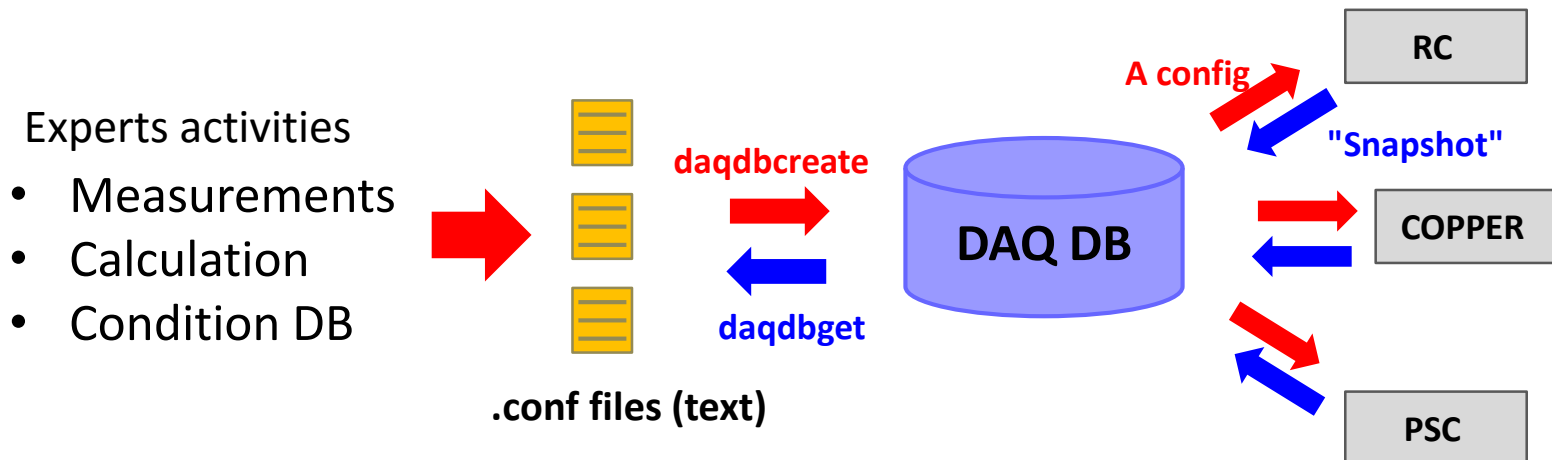 Experts activities
• Measurements
• Calculation
• Condition DB
.conf files (text)
daqdbcreate
daqdbget
DAQ DB
A config
"Snapshot"
RC
COPPER
PSC